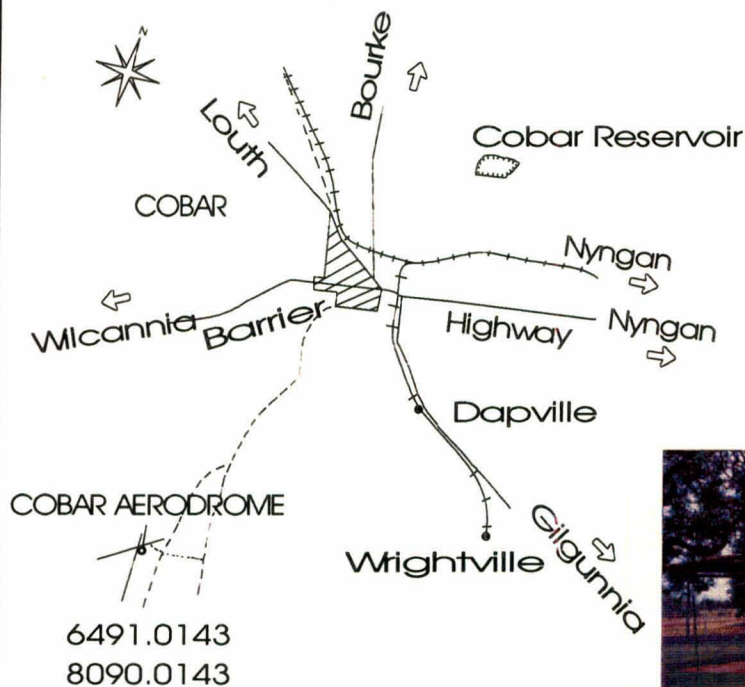 N
Bourke
Louth
Cobar Reservoir
COBAR
Nyngan
Wilcannia
Barrier
Highway
Nyngan
Dapville
COBAR AERODROME
Gilgunnia
Wrightville
6491.0143
8090.0143